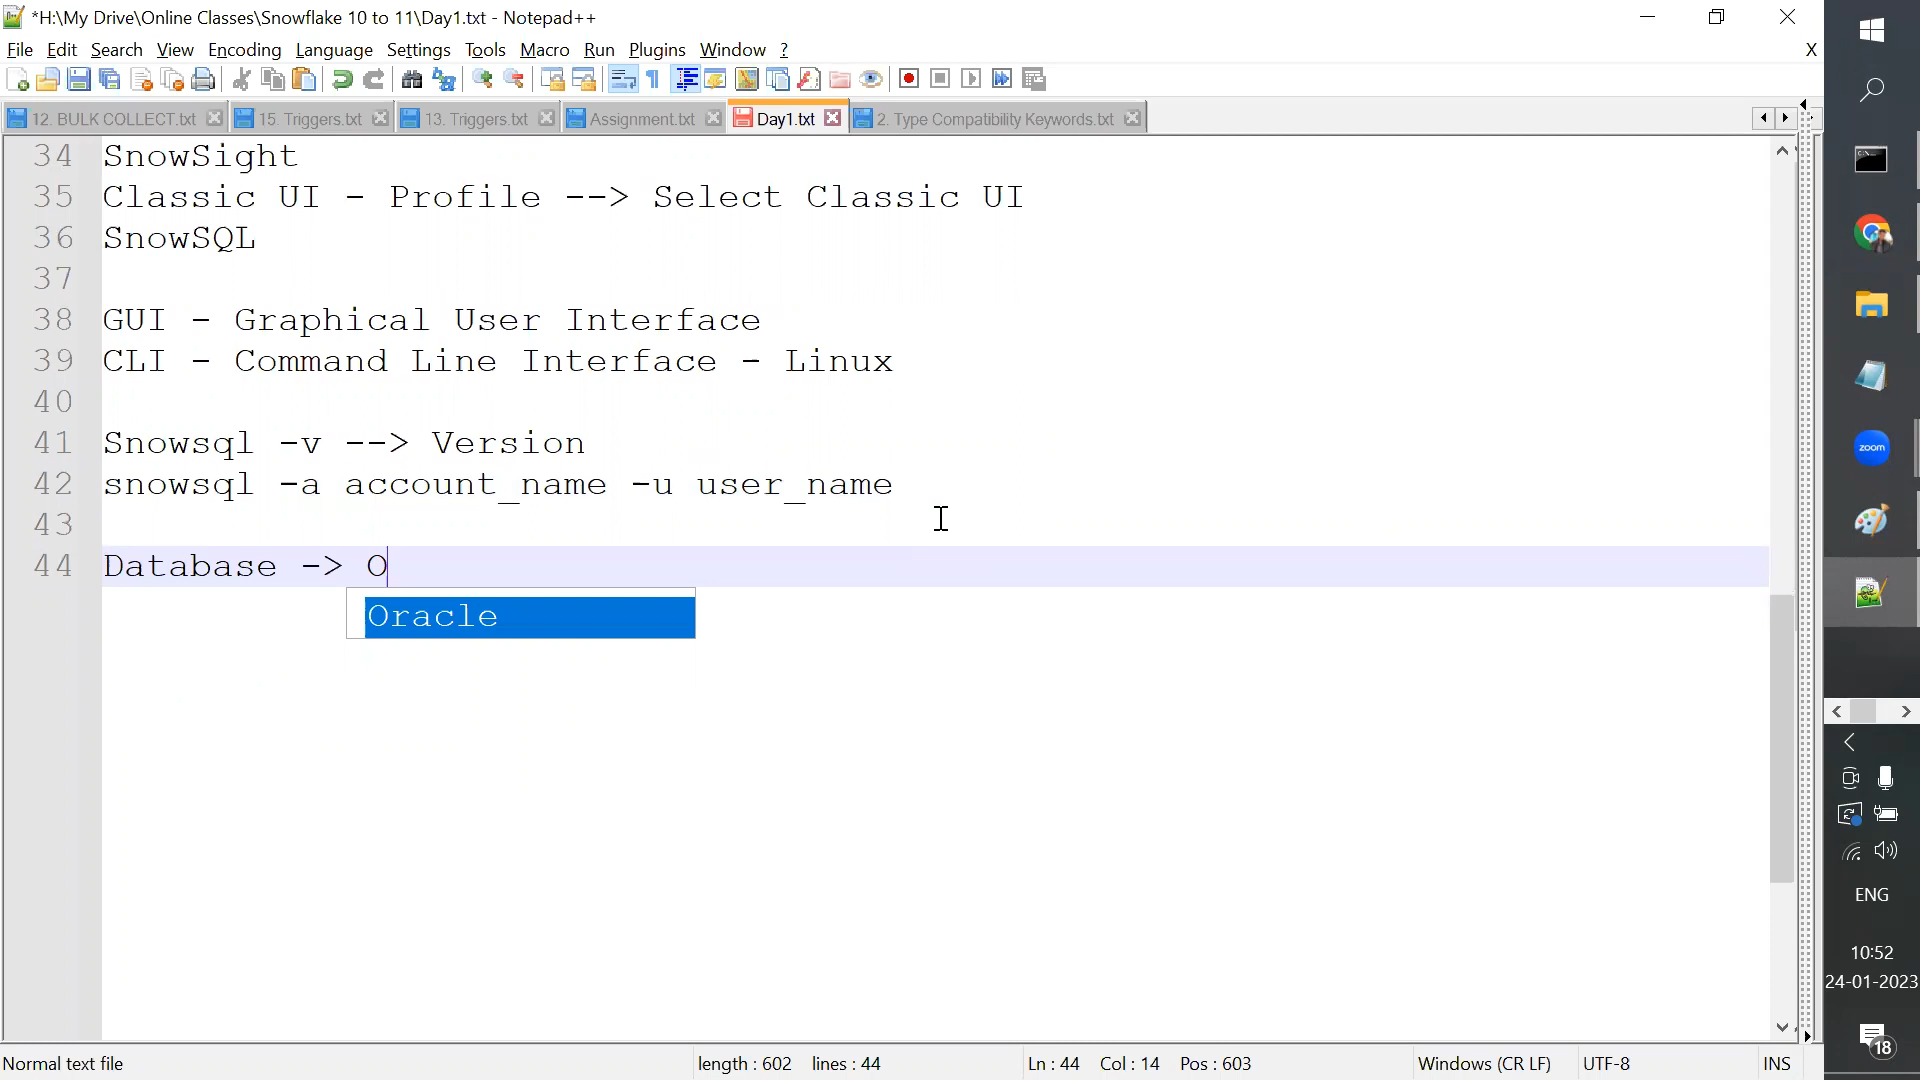 *H:\My Drive\Online Classes\Snowflake 10 to 11\Day1.txt - Notepad++
File Edit Search View Encoding Language Settings Tools Macro Run Plugins Window ? X
12. BULK COLLECT.txt 15. Triggers.txt 13. Triggers.txt Assignment.txt Day1.txt 2. Type Compatibility Keywords.txt
34 SnowSight
35 Classic UI - Profile --> Select Classic UI
36 SnowSQL
37
38 GUI - Graphical User Interface
39 CLI - Command Line Interface - Linux
40
41 Snowsql -v --> Version
42 snowsql -a account_name -u user_name
43
44 Database -> O
Oracle
zoom
ENG
10:52
24-01-2023
18
Normal text file length : 602 lines : 44 Ln : 44 Col : 14 Pos : 603 Windows (CR LF) UTF-8 INS